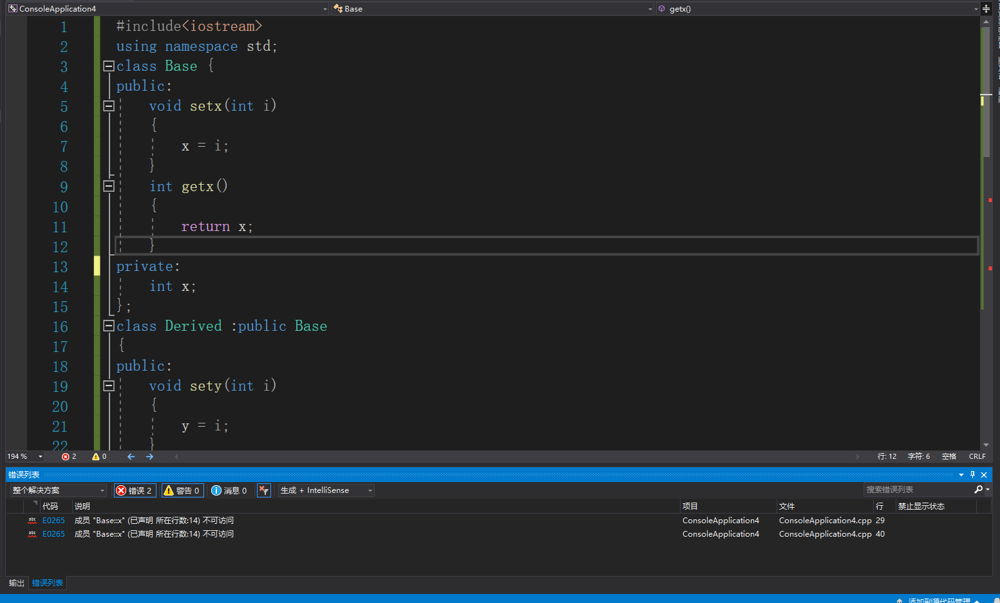 ConsoleApplication4 Base getx()
1 #include<iostream>
2 using namespace std;
3 class Base {
4 public:
5 void setx(int i)
6 {
7 x = i;
8 }
9 int getx()
10 {
11 return x;
12 }
13 private:
14 int x;
15 };
16 class Derived :public Base
17 {
18 public:
19 void sety(int i)
20 {
21 y = i;
22 }
194 % 2 0 行: 12 字符: 6 空格 CRLF
错误列表
整个解决方案 错误 2 警告 0 消息 0 生成 + IntelliSense 搜索错误列表
代码 说明 项目 文件 行 禁止显示状态
abc E0265 成员 "Base::x" (已声明 所在行数:14) 不可访问 ConsoleApplication4 ConsoleApplication4.cpp 29
abc E0265 成员 "Base::x" (已声明 所在行数:14) 不可访问 ConsoleApplication4 ConsoleApplication4.cpp 40
输出 错误列表
添加到源代码管理